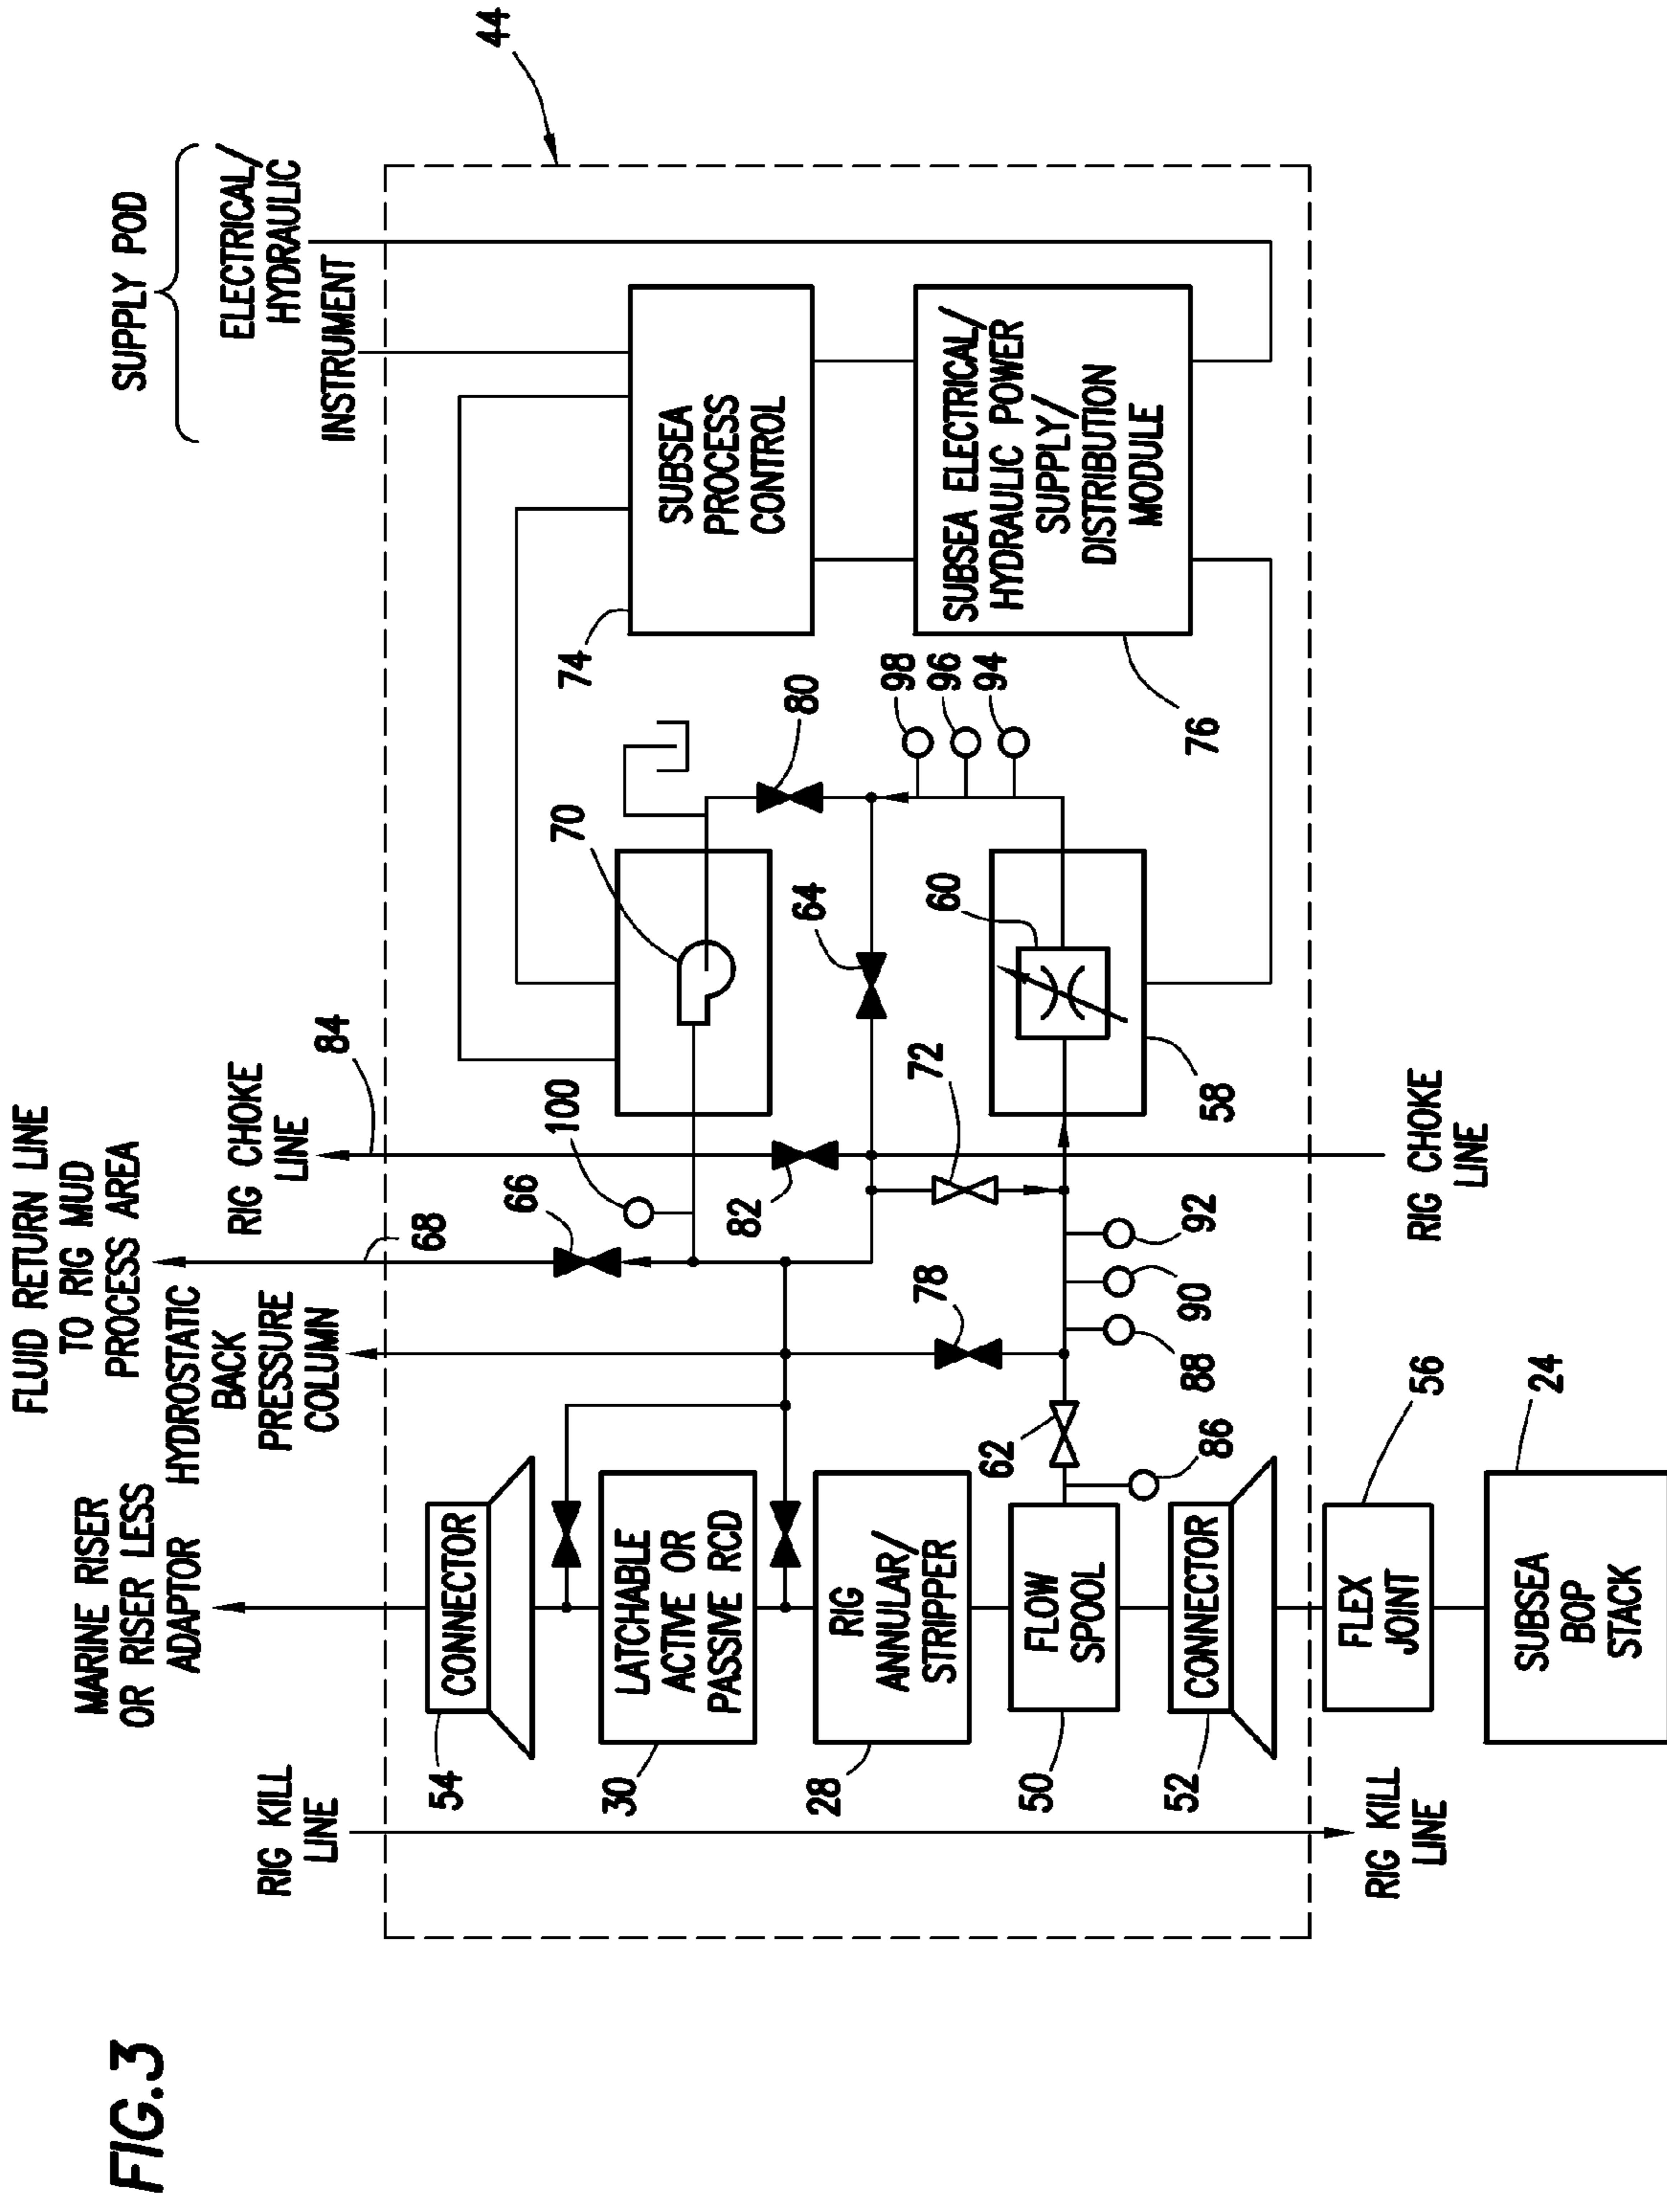 FIG.3
RIG KILL
LINE
MARINE RISER
OR RISER LESS
ADAPTOR
HYDROSTATIC
BACK
PRESSURE
COLUMN
FLUID RETURN LINE
TO RIG MUD
PROCESS AREA
RIG CHOKE
LINE
SUPPLY POD
ELECTRICAL/
HYDRAULIC
INSTRUMENT
44
84
68
66
100
70
80
74
SUBSEA
PROCESS
CONTROL
54
CONNECTOR
30
LATCHABLE
ACTIVE OR
PASSIVE RCD
82
64
28
RIG
ANNULAR/
STRIPPER
78
72
60
98
96
94
SUBSEA ELECTRICAL/
HYDRAULIC POWER
SUPPLY/
DISTRIBUTION
MODULE
76
50
FLOW
SPOOL
62
86
88
90
92
58
52
CONNECTOR
RIG KILL
LINE
FLEX
JOINT
56
RIG CHOKE
LINE
SUBSEA
BOP
STACK
24